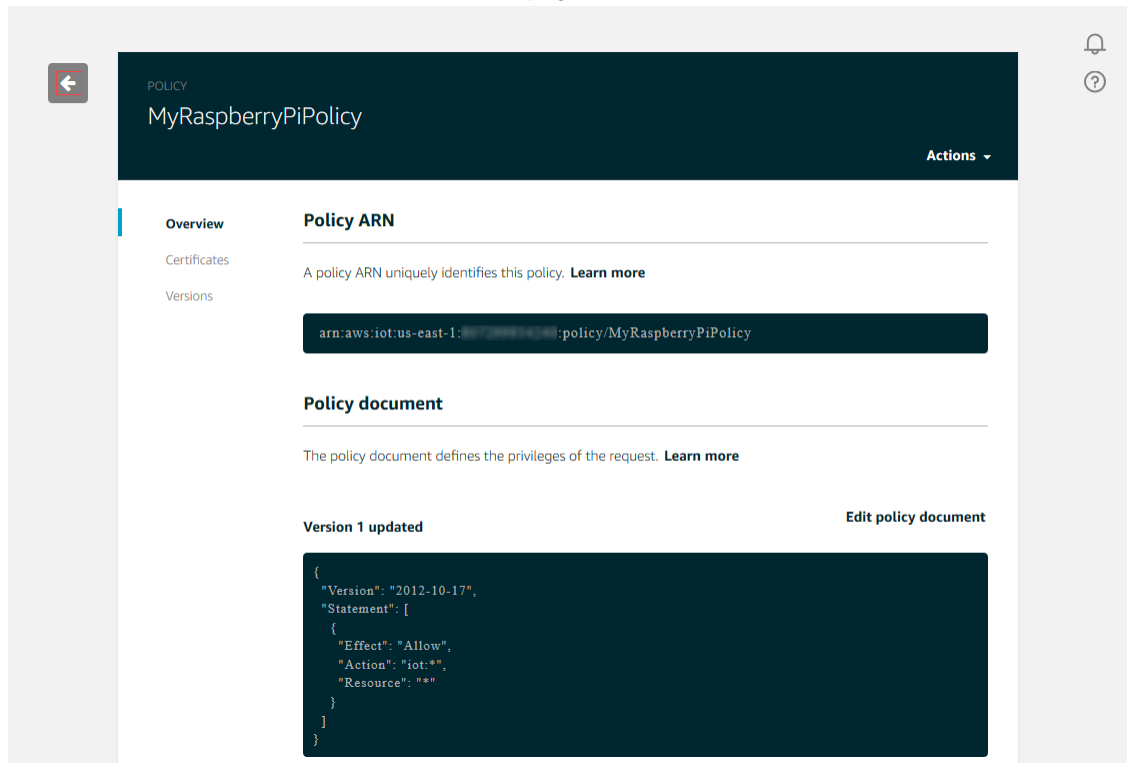 POLICY
MyRaspberryPiPolicy
Actions
Overview
Certificates
Versions
Policy ARN
A policy ARN uniquely identifies this policy. Learn more
arn:aws:iot:us-east-1: :policy/MyRaspberryPiPolicy
Policy document
The policy document defines the privileges of the request. Learn more
Version 1 updated
Edit policy document
{
"Version": "2012-10-17",
"Statement": [
{
"Effect": "Allow",
"Action": "iot:*",
"Resource": "*"
}
]
}